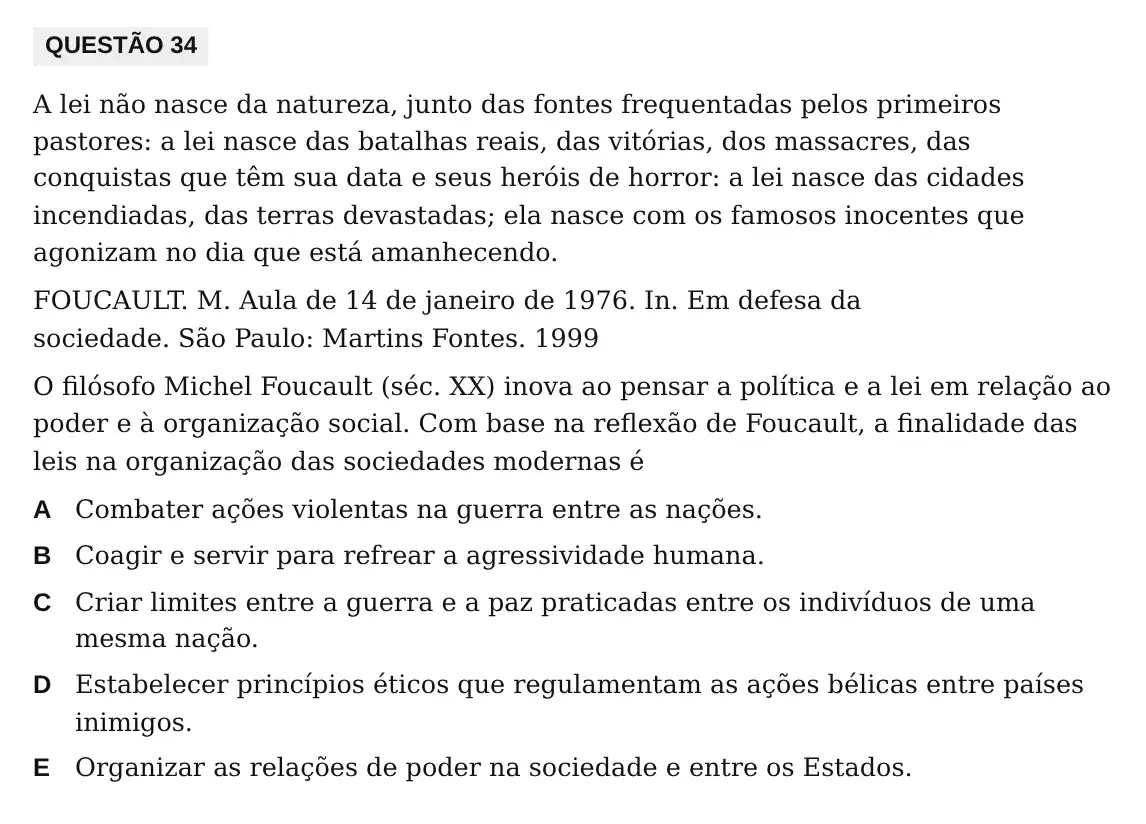 QUESTÃO 34
A lei não nasce da natureza, junto das fontes frequentadas pelos primeiros
pastores: a lei nasce das batalhas reais, das vitórias, dos massacres, das
conquistas que têm sua data e seus heróis de horror: a lei nasce das cidades
incendiadas, das terras devastadas; ela nasce com os famosos inocentes que
agonizam no dia que está amanhecendo.
FOUCAULT. M. Aula de 14 de janeiro de 1976. In. Em defesa da
sociedade. São Paulo: Martins Fontes. 1999
O filósofo Michel Foucault (séc. XX) inova ao pensar a política e a lei em relação ao
poder e à organização social. Com base na reflexão de Foucault, a finalidade das
leis na organização das sociedades modernas é
A Combater ações violentas na guerra entre as nações.
B Coagir e servir para refrear a agressividade humana.
C Criar limites entre a guerra e a paz praticadas entre os indivíduos de uma
mesma nação.
D Estabelecer princípios éticos que regulamentam as ações bélicas entre países
inimigos.
E Organizar as relações de poder na sociedade e entre os Estados.